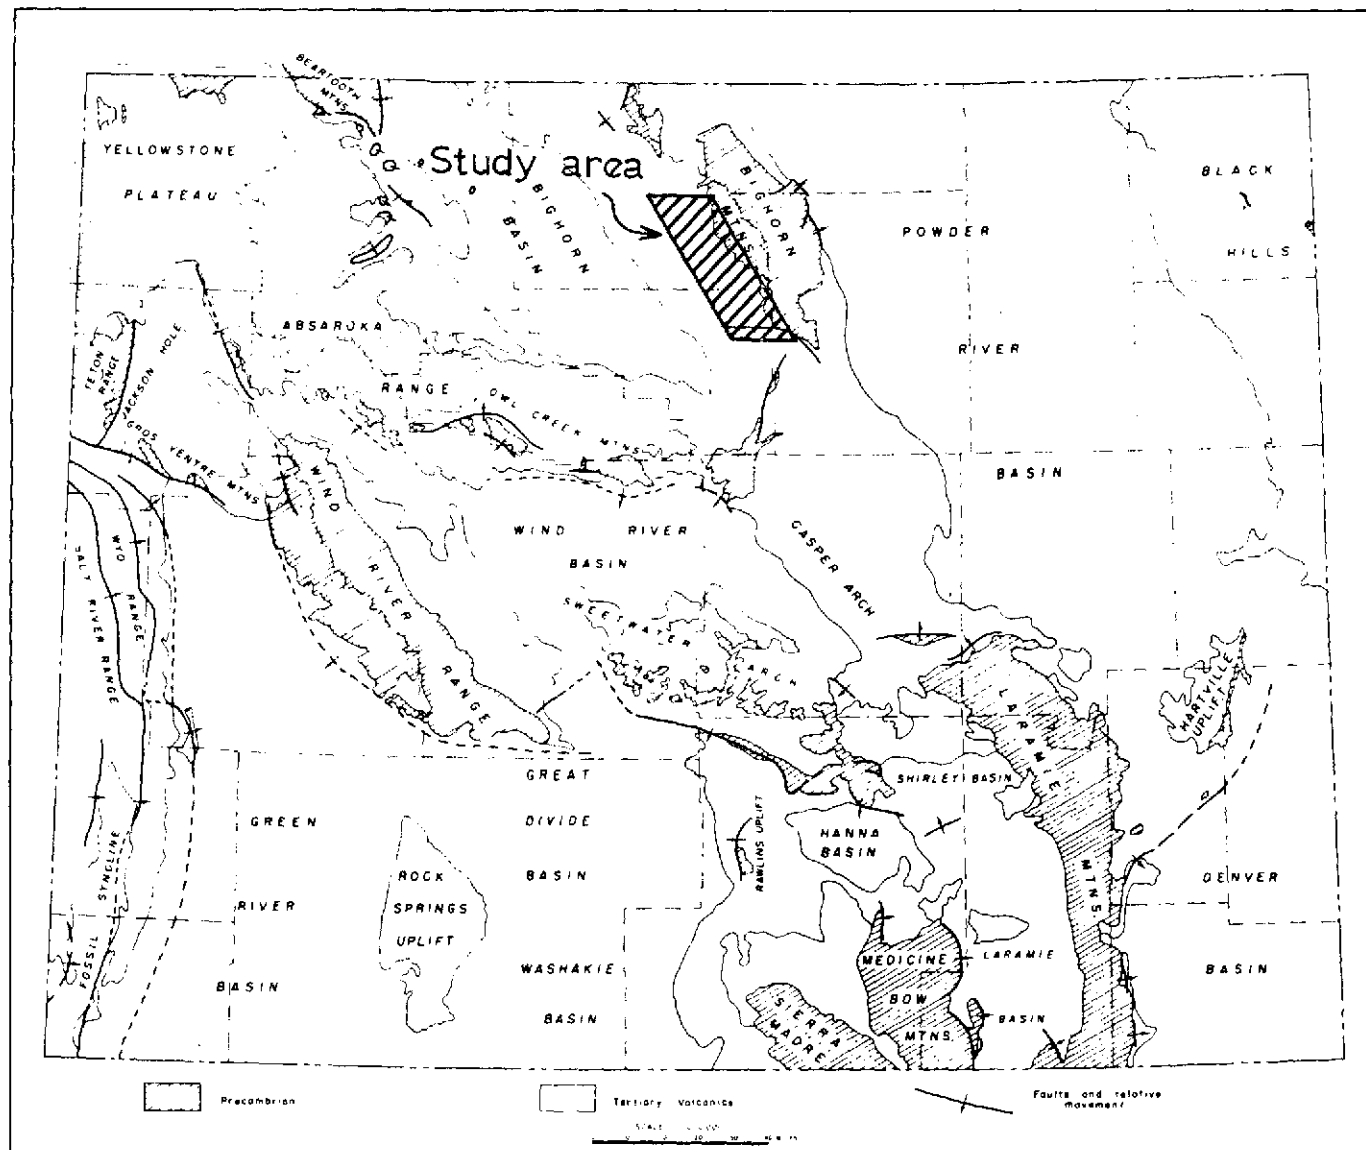 BEARTOOTH
MTNS
YELLOWSTONE
PLATEAU
Study area
BIGHORN
BASIN
BIGHORN
MTNS
BLACK
HILLS
POWDER
RIVER
BASIN
ABSAROKA
RANGE
OWL CREEK MTNS
TETON
RANGE
JACKSON HOLE
GROS VENTRE MTNS
WIND
RIVER
RANGE
WIND RIVER
BASIN
CASPER ARCH
SWEETWATER
ARCH
WYO RANGE
SALT RIVER RANGE
HARTVILLE
UPLIFT
LARAMIE
MTNS.
GREAT
DIVIDE
BASIN
SHIRLEY BASIN
GREEN
RIVER
BASIN
HANNA
BASIN
RAWLINS UPLIFT
ROCK
SPRINGS
UPLIFT
FOSSIL SYNCLINE
DENVER
BASIN
WASHAKIE
BASIN
MEDICINE
BOW
MTNS.
LARAMIE
BASIN
SIERRA
MADRE
Precambrian
Tertiary Volcanics
Faults and relative
movement
SCALE